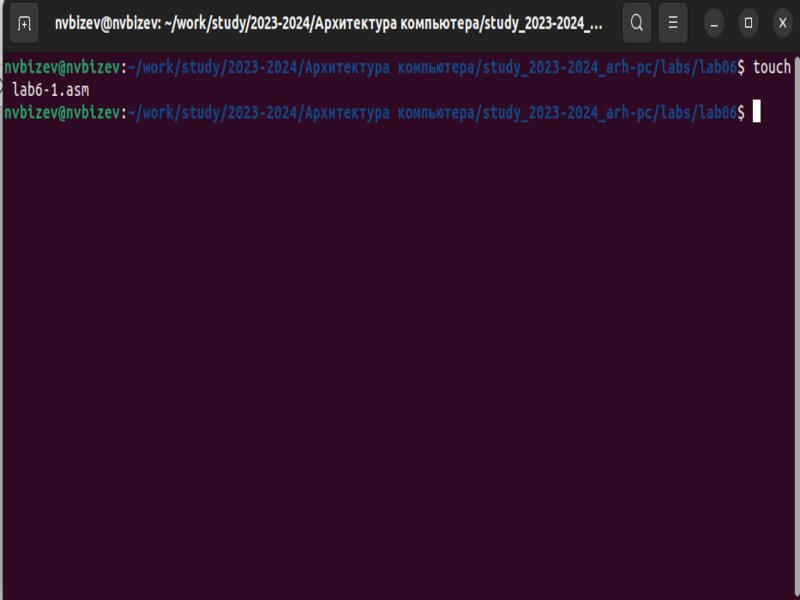 nvbizev@nvbizev: ~/work/study/2023-2024/Архитектура компьютера/study_2023-2024_...
nvbizev@nvbizev:~/work/study/2023-2024/Архитектура компьютера/study_2023-2024_arh-pc/labs/lab06$ touch
lab6-1.asm
nvbizev@nvbizev:~/work/study/2023-2024/Архитектура компьютера/study_2023-2024_arh-pc/labs/lab06$